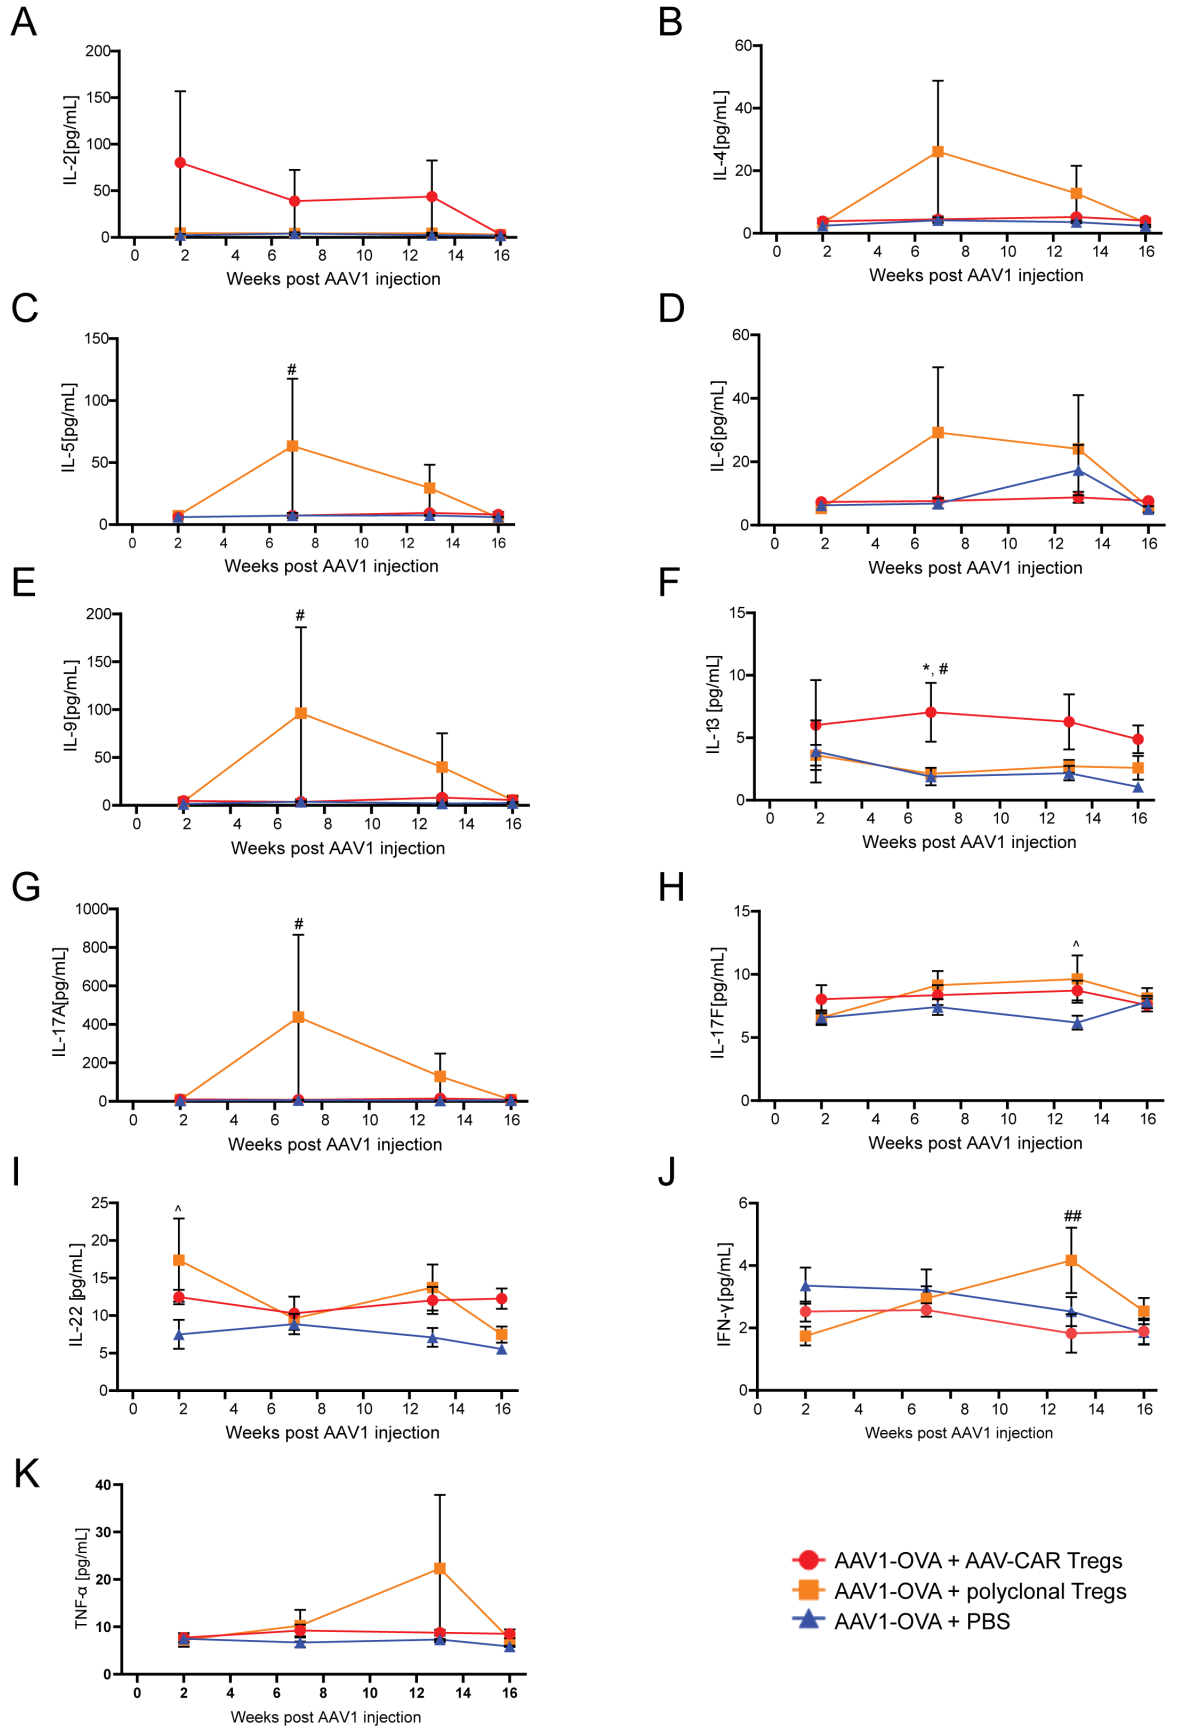 A
IL-2[pg/mL]
200
150
100
50
0
0 2 4 6 8 10 12 14 16
Weeks post AAV1 injection
B
IL-4[pg/mL]
60
40
20
0
0 2 4 6 8 10 12 14 16
Weeks post AAV1 injection
C
IL-5[pg/mL]
150
100
50
0
#
0 2 4 6 8 10 12 14 16
Weeks post AAV1 injection
D
IL-6[pg/mL]
60
40
20
0
0 2 4 6 8 10 12 14 16
Weeks post AAV1 injection
E
IL-9[pg/mL]
200
150
100
50
0
#
0 2 4 6 8 10 12 14 16
Weeks post AAV1 injection
F
IL-13 [pg/mL]
15
10
5
0
*, #
0 2 4 6 8 10 12 14 16
Weeks post AAV1 injection
G
IL-17A[pg/mL]
1000
800
600
400
200
0
#
0 2 4 6 8 10 12 14 16
Weeks post AAV1 injection
H
IL-17F[pg/mL]
15
10
5
0
^
0 2 4 6 8 10 12 14 16
Weeks post AAV1 injection
I
IL-22 [pg/mL]
25
20
15
10
5
0
^
0 2 4 6 8 10 12 14 16
Weeks post AAV1 injection
J
IFN-γ[pg/mL]
6
4
2
0
##
0 2 4 6 8 10 12 14 16
Weeks post AAV1 injection
K
TNF-α [pg/mL]
40
30
20
10
0
0 2 4 6 8 10 12 14 16
Weeks post AAV1 injection
AAV1-OVA + AAV-CAR Tregs
AAV1-OVA + polyclonal Tregs
AAV1-OVA + PBS